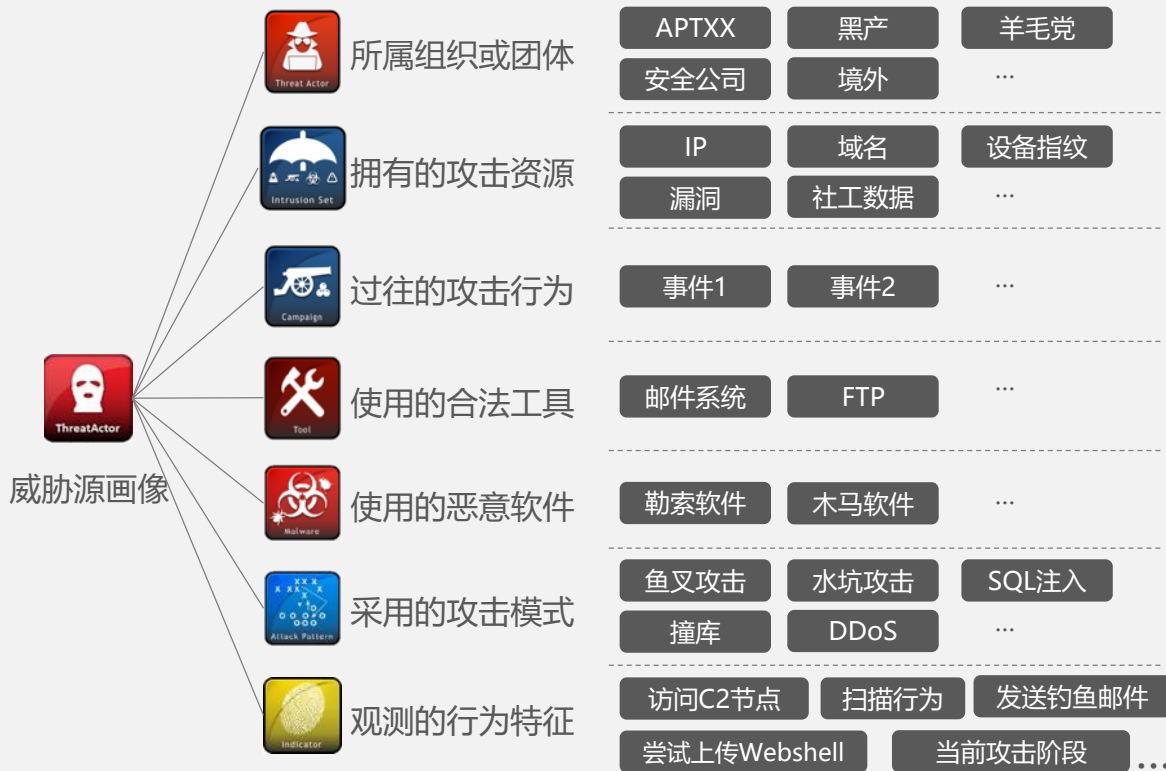 Threat Actor
所属组织或团体
APTXX
黑产
羊毛党
安全公司
境外
...
Intrusion Set
拥有的攻击资源
IP
域名
设备指纹
漏洞
社工数据
...
Campaign
过往的攻击行为
事件1
事件2
...
ThreatActor
威胁源画像
Tool
使用的合法工具
邮件系统
FTP
...
Malware
使用的恶意软件
勒索软件
木马软件
...
Attack Pattern
采用的攻击模式
鱼叉攻击
水坑攻击
SQL注入
撞库
DDoS
...
Indicator
观测的行为特征
访问C2节点
扫描行为
发送钓鱼邮件
尝试上传Webshell
当前攻击阶段
...